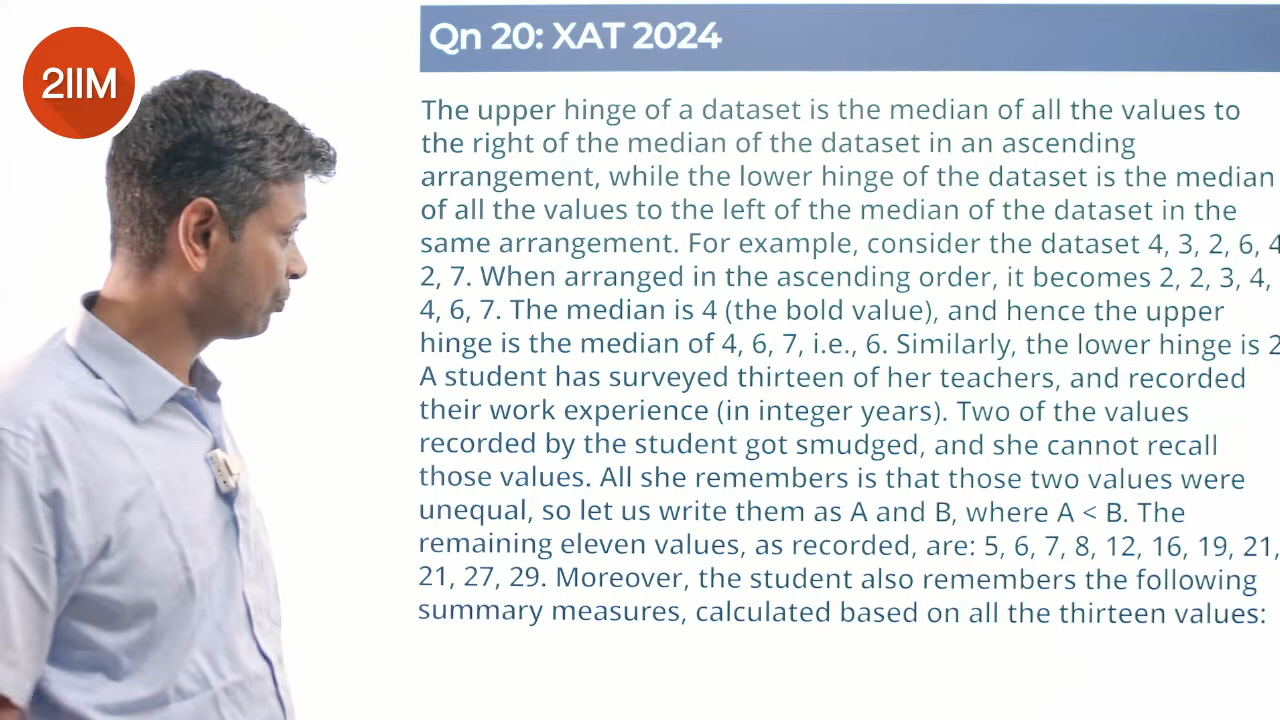 2IIM
Qn 20: XAT 2024
The upper hinge of a dataset is the median of all the values to
the right of the median of the dataset in an ascending
arrangement, while the lower hinge of the dataset is the median
of all the values to the left of the median of the dataset in the
same arrangement. For example, consider the dataset 4, 3, 2, 6, 4
2, 7. When arranged in the ascending order, it becomes 2, 2, 3, 4,
4, 6, 7. The median is 4 (the bold value), and hence the upper
hinge is the median of 4, 6, 7, i.e., 6. Similarly, the lower hinge is 2
A student has surveyed thirteen of her teachers, and recorded
their work experience (in integer years). Two of the values
recorded by the student got smudged, and she cannot recall
those values. All she remembers is that those two values were
unequal, so let us write them as A and B, where A < B. The
remaining eleven values, as recorded, are: 5, 6, 7, 8, 12, 16, 19, 21,
21, 27, 29. Moreover, the student also remembers the following
summary measures, calculated based on all the thirteen values: